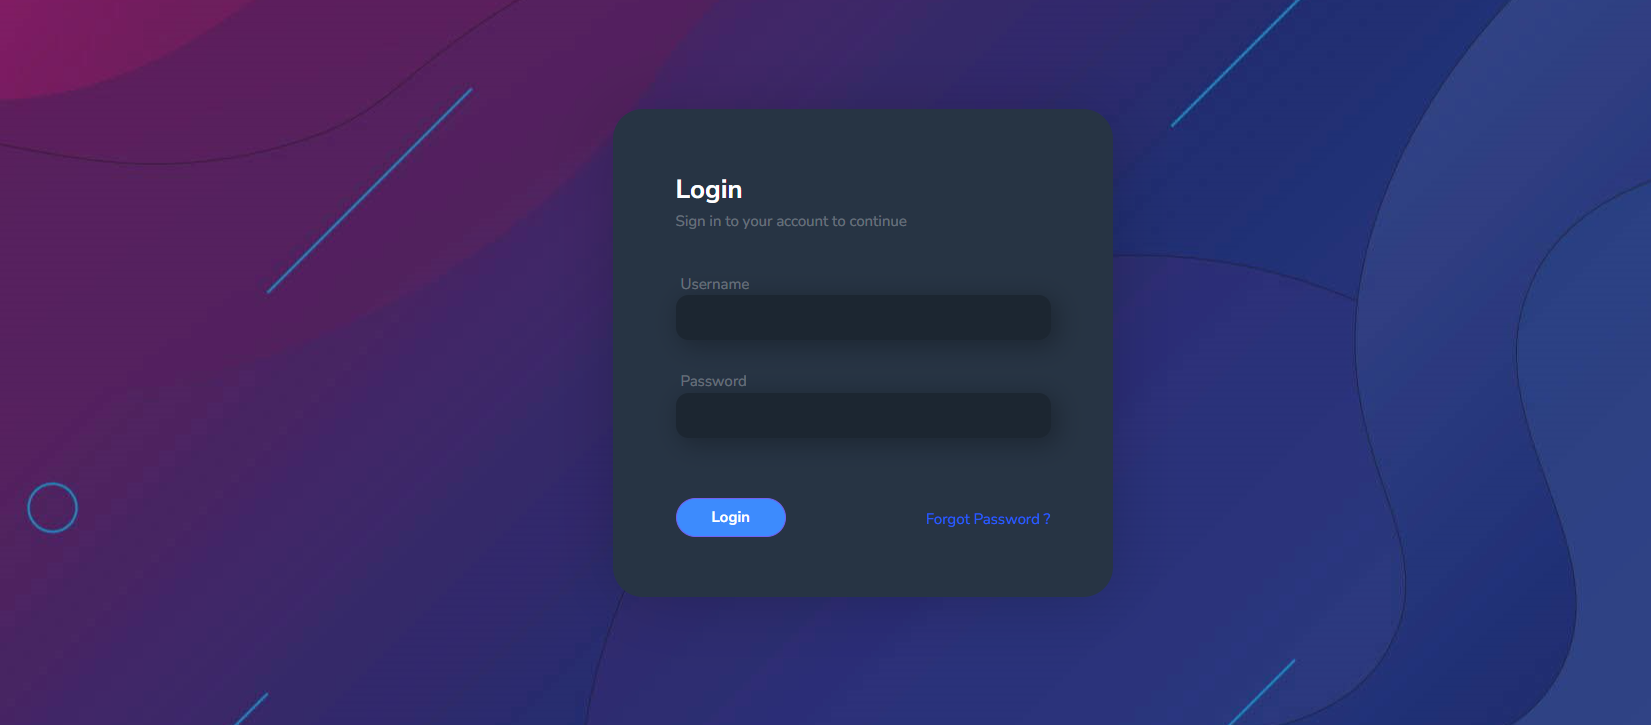 Login
Sign in to your account to continue
Username
Password
Login
Forgot Password ?